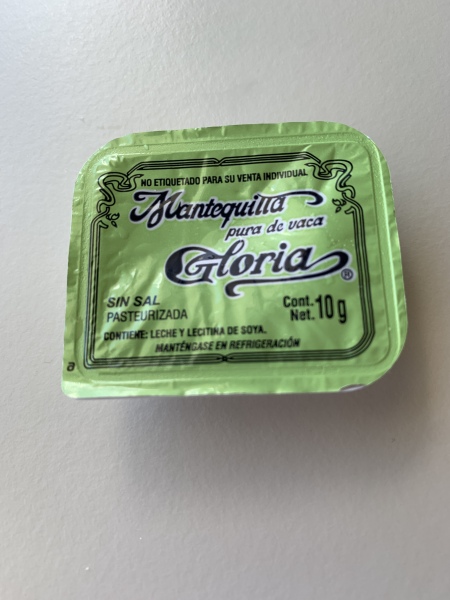 NO ETIQUETADO PARA SU VENTA INDIVIDUAL
Mantequilla
pura de vaca
Gloria®
SIN SAL
PASTEURIZADA
Cont.
Net. 10 g
CONTIENE: LECHE Y LECITINA DE SOYA.
MANTÉNGASE EN REFRIGERACIÓN
a